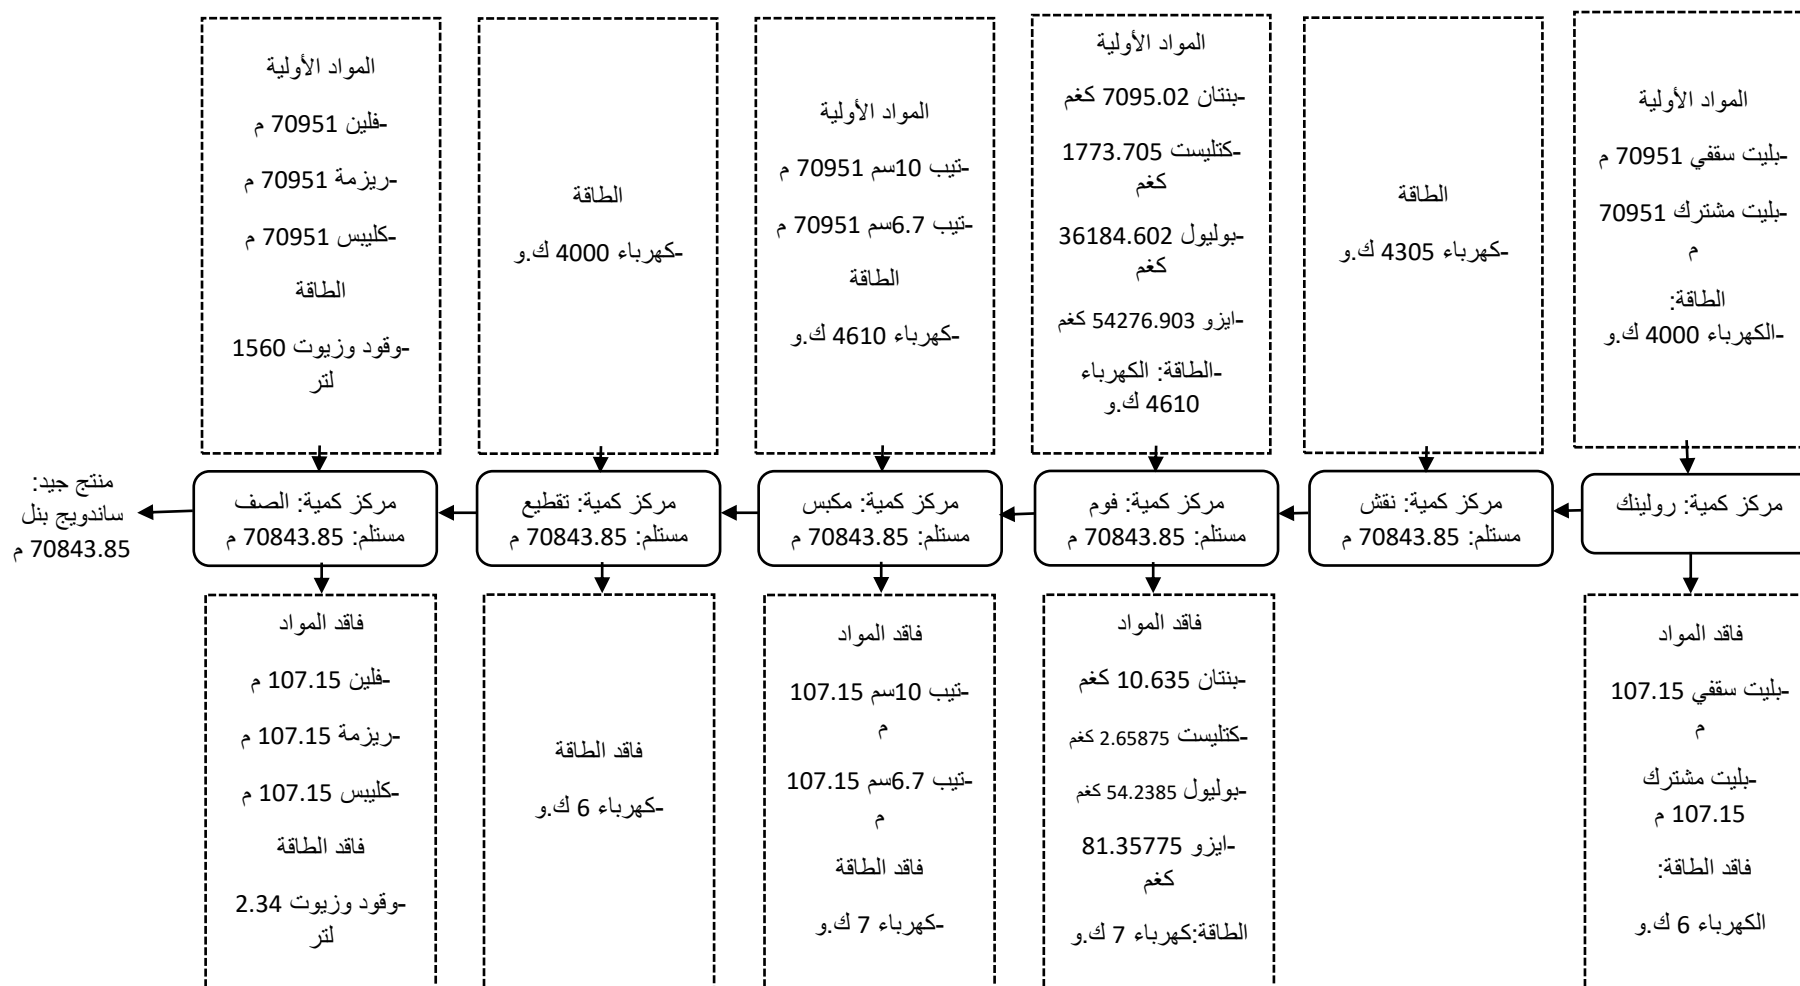 المواد الأولية
-بليت سقفي 70951 م
-بليت مشترك 70951
م
الطاقة:
-الكهرباء 4000 ك.و
الطاقة
-كهرباء 4305 ك.و
المواد الأولية
-بنتان 7095.02 كغم
-كتليست 1773.705
كغم
-بوليول 36184.602
كغم
-ايزو 54276.903 كغم
-الطاقة: الكهرباء
4610 ك.و
المواد الأولية
-تيب 10سم 70951 م
-تيب 6.7سم 70951 م
الطاقة
-كهرباء 4610 ك.و
الطاقة
-كهرباء 4000 ك.و
المواد الأولية
-فلين 70951 م
-ريزمة 70951 م
-كليبس 70951 م
الطاقة
-وقود وزيوت 1560
لتر
مركز كمية: رولينك
مركز كمية: نقش
مستلم: 70843.85 م
مركز كمية: فوم
مستلم: 70843.85 م
مركز كمية: مكبس
مستلم: 70843.85 م
مركز كمية: تقطيع
مستلم: 70843.85 م
مركز كمية: الصف
مستلم: 70843.85 م
منتج جيد:
ساندويج بنل
70843.85 م
فاقد المواد
-بليت سقفي 107.15
م
-بليت مشترك
107.15 م
فاقد الطاقة:
الكهرباء 6 ك.و
فاقد المواد
-بنتان 10.635 كغم
-كتليست 2.65875 كغم
-بوليول 54.2385 كغم
-ايزو 81.35775
كغم
الطاقة:كهرباء 7 ك.و
فاقد المواد
-تيب 10سم 107.15
م
-تيب 6.7سم 107.15
م
فاقد الطاقة
-كهرباء 7 ك.و
فاقد الطاقة
-كهرباء 6 ك.و
فاقد المواد
-فلين 107.15 م
-ريزمة 107.15 م
-كليبس 107.15 م
فاقد الطاقة
-وقود وزيوت 2.34
لتر